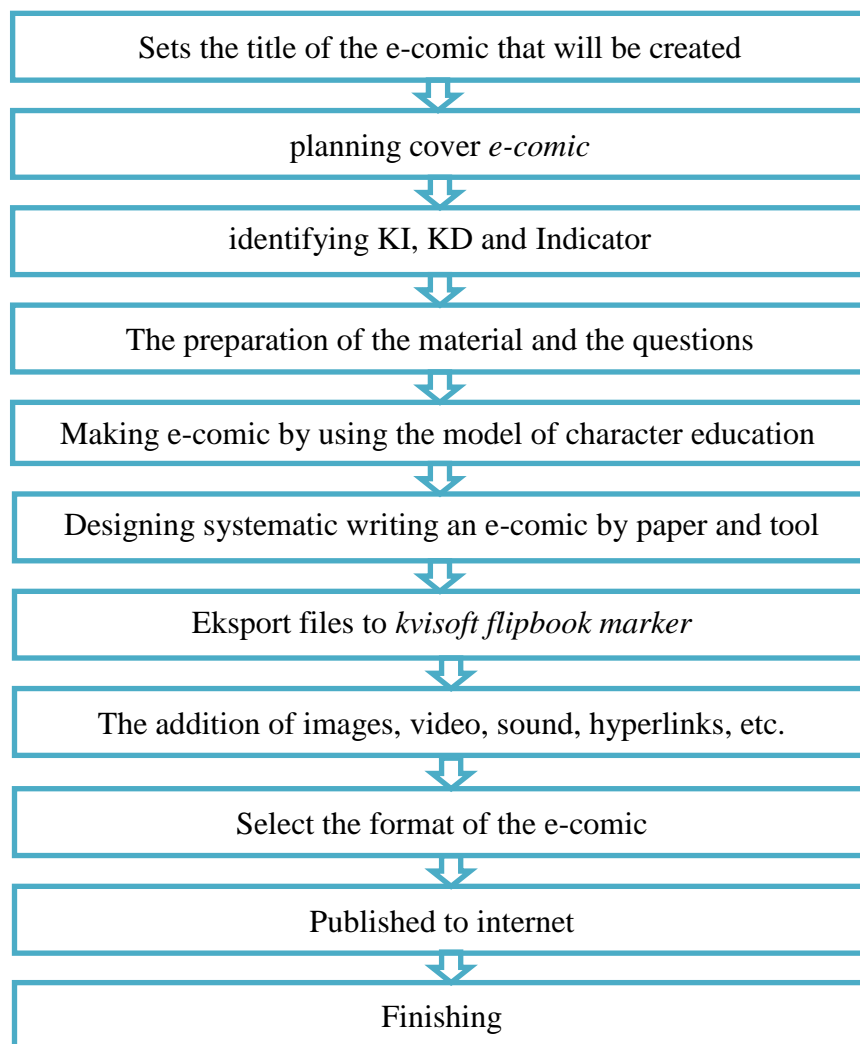 Sets the title of the e-comic that will be created
planning cover e-comic
identifying KI, KD and Indicator
The preparation of the material and the questions
Making e-comic by using the model of character education
Designing systematic writing an e-comic by paper and tool
Eksport files to kvisoft flipbook marker
The addition of images, video, sound, hyperlinks, etc.
Select the format of the e-comic
Published to internet
Finishing